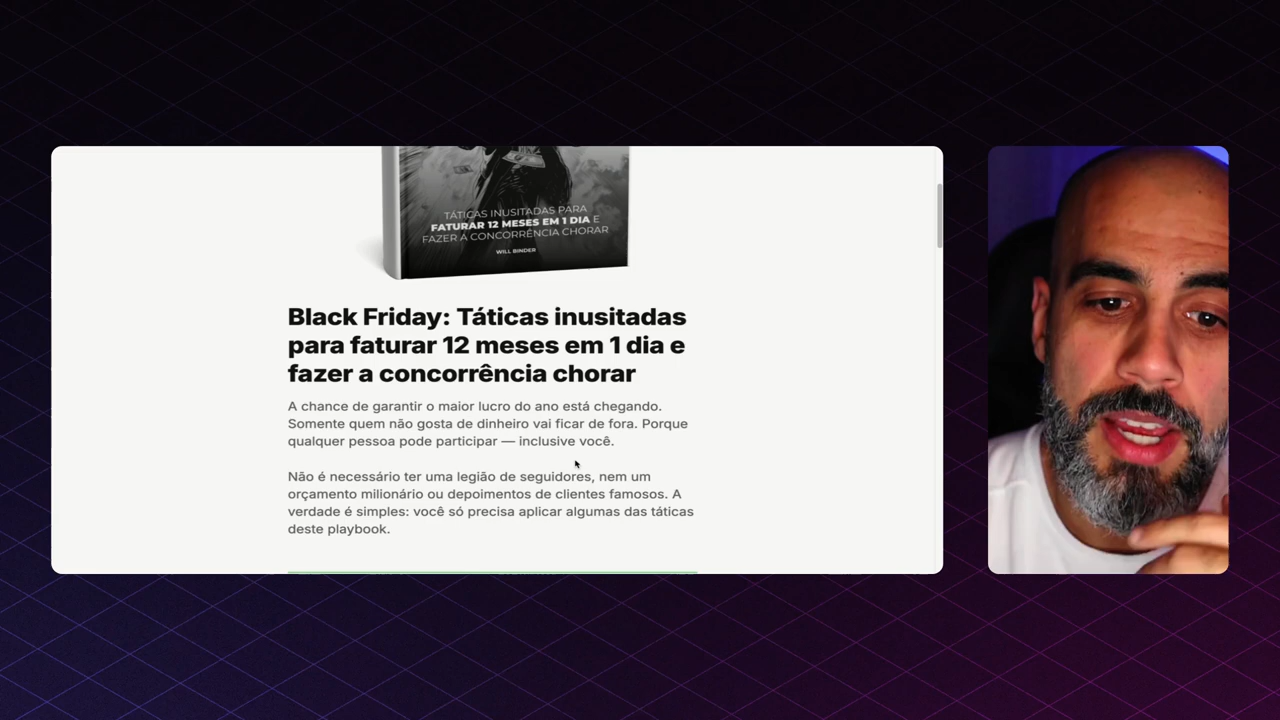 TÁTICAS INUSITADAS PARA
FATURAR 12 MESES EM 1 DIA E
FAZER A CONCORRÊNCIA CHORAR
WILL BINDER
Black Friday: Táticas inusitadas
para faturar 12 meses em 1 dia e
fazer a concorrência chorar
A chance de garantir o maior lucro do ano está chegando.
Somente quem não gosta de dinheiro vai ficar de fora. Porque
qualquer pessoa pode participar — inclusive você.
Não é necessário ter uma legião de seguidores, nem um
orçamento milionário ou depoimentos de clientes famosos. A
verdade é simples: você só precisa aplicar algumas das táticas
deste playbook.